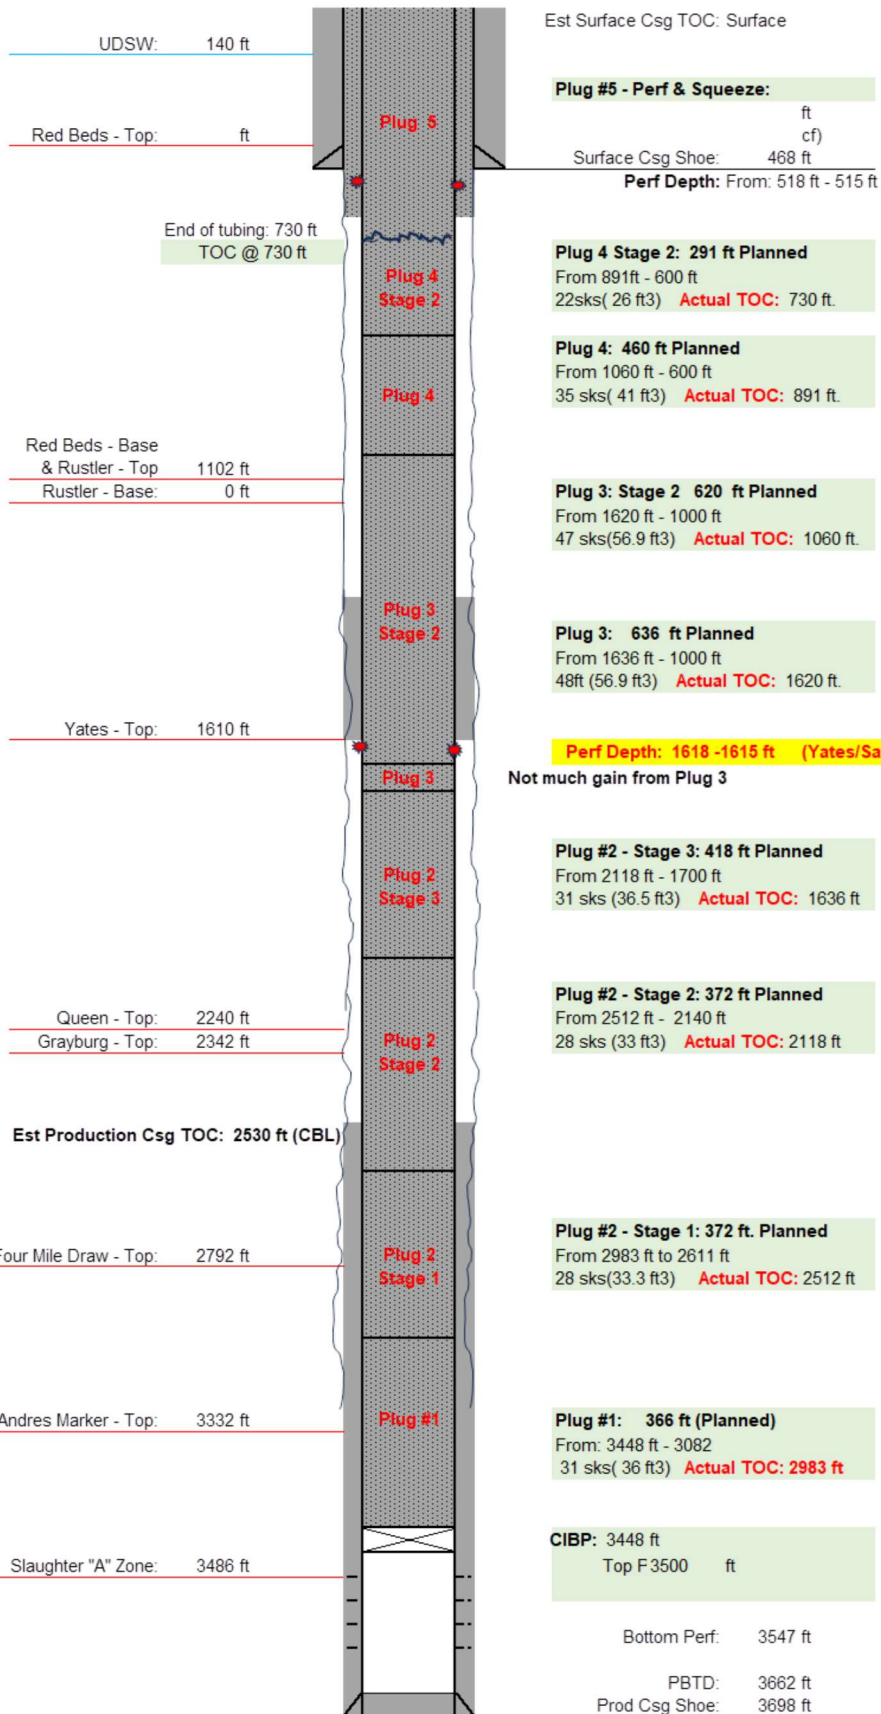 Est Surface Csg TOC: Surface
UDSW: 140 ft
Plug #5 - Perf & Squeeze:
ft
Plug 5
Red Beds - Top: ft
cf)
Surface Csg Shoe: 468 ft
Perf Depth: From: 518 ft - 515 ft
End of tubing: 730 ft
TOC @ 730 ft
Plug 4
Stage 2
Plug 4 Stage 2: 291 ft Planned
From 891ft - 600 ft
22sks( 26 ft3) Actual TOC: 730 ft.
Plug 4
Plug 4: 460 ft Planned
From 1060 ft - 600 ft
35 sks( 41 ft3) Actual TOC: 891 ft.
Red Beds - Base
& Rustler - Top 1102 ft
Rustler - Base: 0 ft
Plug 3: Stage 2 620 ft Planned
From 1620 ft - 1000 ft
47 sks(56.9 ft3) Actual TOC: 1060 ft.
Plug 3
Stage 2
Plug 3: 636 ft Planned
From 1636 ft - 1000 ft
48ft (56.9 ft3) Actual TOC: 1620 ft.
Yates - Top: 1610 ft
Perf Depth: 1618 -1615 ft (Yates/Sa
Plug 3
Not much gain from Plug 3
Plug 2
Stage 3
Plug #2 - Stage 3: 418 ft Planned
From 2118 ft - 1700 ft
31 sks (36.5 ft3) Actual TOC: 1636 ft
Queen - Top: 2240 ft
Grayburg - Top: 2342 ft
Plug 2
Stage 2
Plug #2 - Stage 2: 372 ft Planned
From 2512 ft - 2140 ft
28 sks (33 ft3) Actual TOC: 2118 ft
Est Production Csg TOC: 2530 ft (CBL)
Four Mile Draw - Top: 2792 ft
Plug 2
Stage 1
Plug #2 - Stage 1: 372 ft. Planned
From 2983 ft to 2611 ft
28 sks(33.3 ft3) Actual TOC: 2512 ft
Andres Marker - Top: 3332 ft
Plug #1
Plug #1: 366 ft (Planned)
From: 3448 ft - 3082
31 sks( 36 ft3) Actual TOC: 2983 ft
CIBP: 3448 ft
Top F 3500 ft
Slaughter "A" Zone: 3486 ft
Bottom Perf: 3547 ft
PBTD: 3662 ft
Prod Csg Shoe: 3698 ft